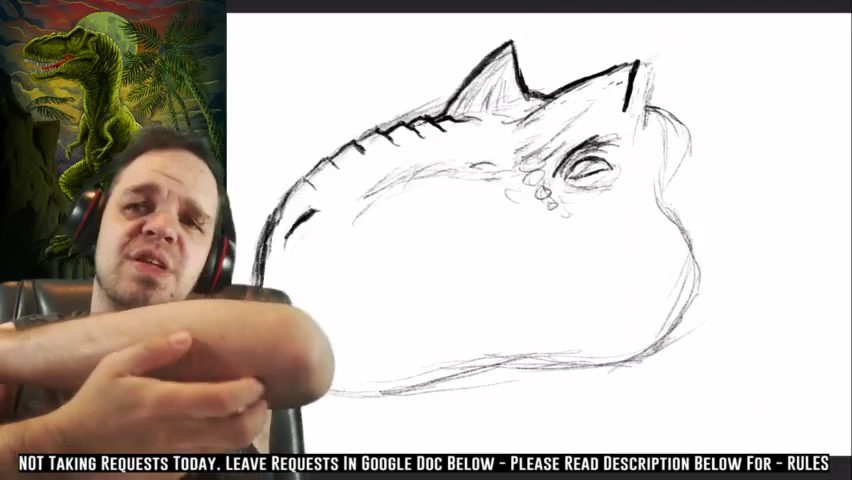 NOT Taking Requests Today. Leave Requests In Google Doc Below - Please Read Description Below For - RULES